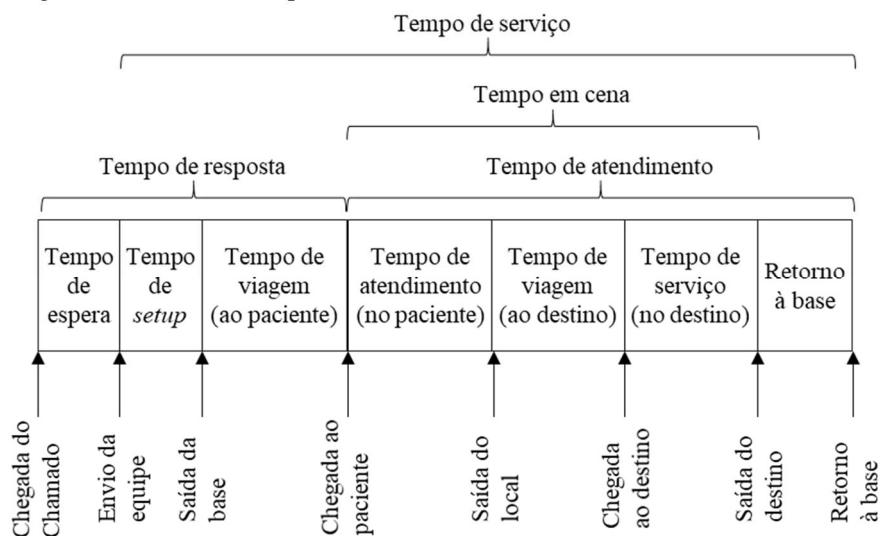 Tempo de serviço
Tempo em cena
Tempo de resposta
Tempo de atendimento
Tempo
de
espera
Tempo
de
setup
Tempo de
viagem
(ao paciente)
Tempo de
atendimento
(no paciente)
Tempo de
viagem
(ao destino)
Tempo de
serviço
(no destino)
Retorno
à base
Chegada do
Chamado
Envio da
equipe
Saída da
base
Chegada ao
paciente
Saída do
local
Chegada
ao destino
Saída do
destino
Retorno
à base